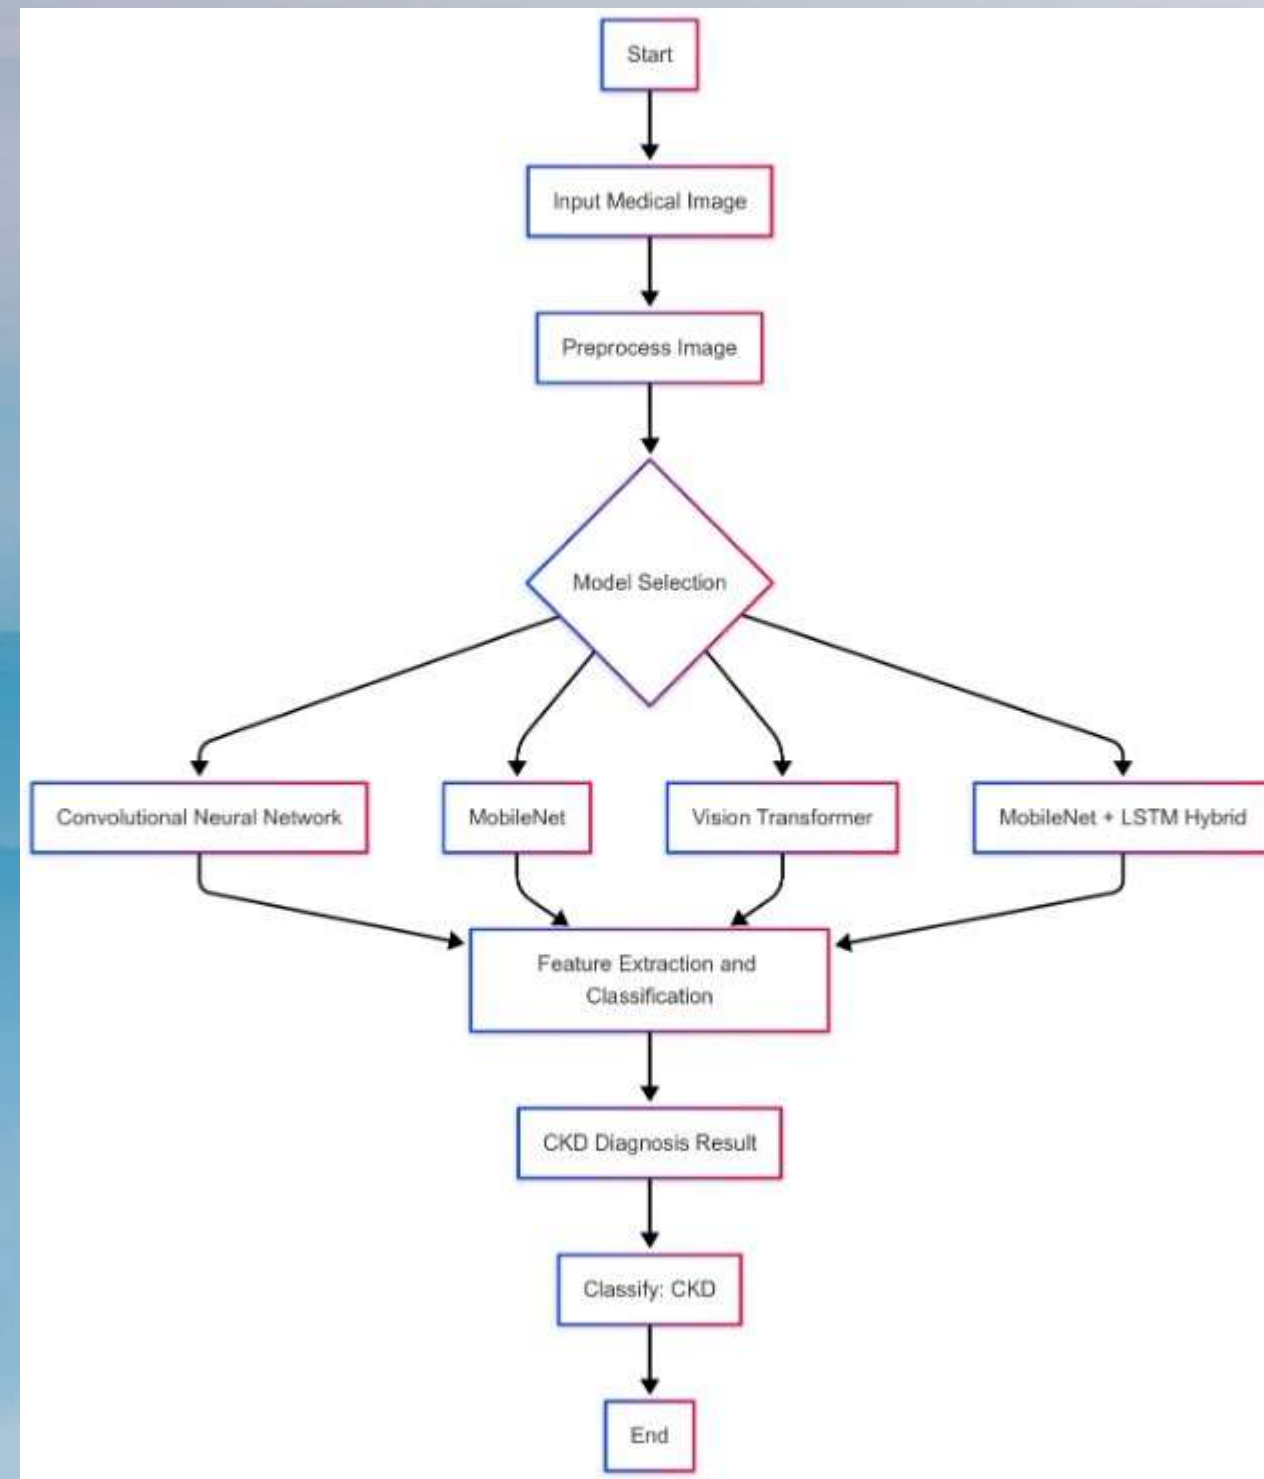 Start
Input Medical Image
Preprocess Image
Model Selection
Convolutional Neural Network
MobileNet
Vision Transformer
MobileNet + LSTM Hybrid
Feature Extraction and
Classification
CKD Diagnosis Result
Classify: CKD
End